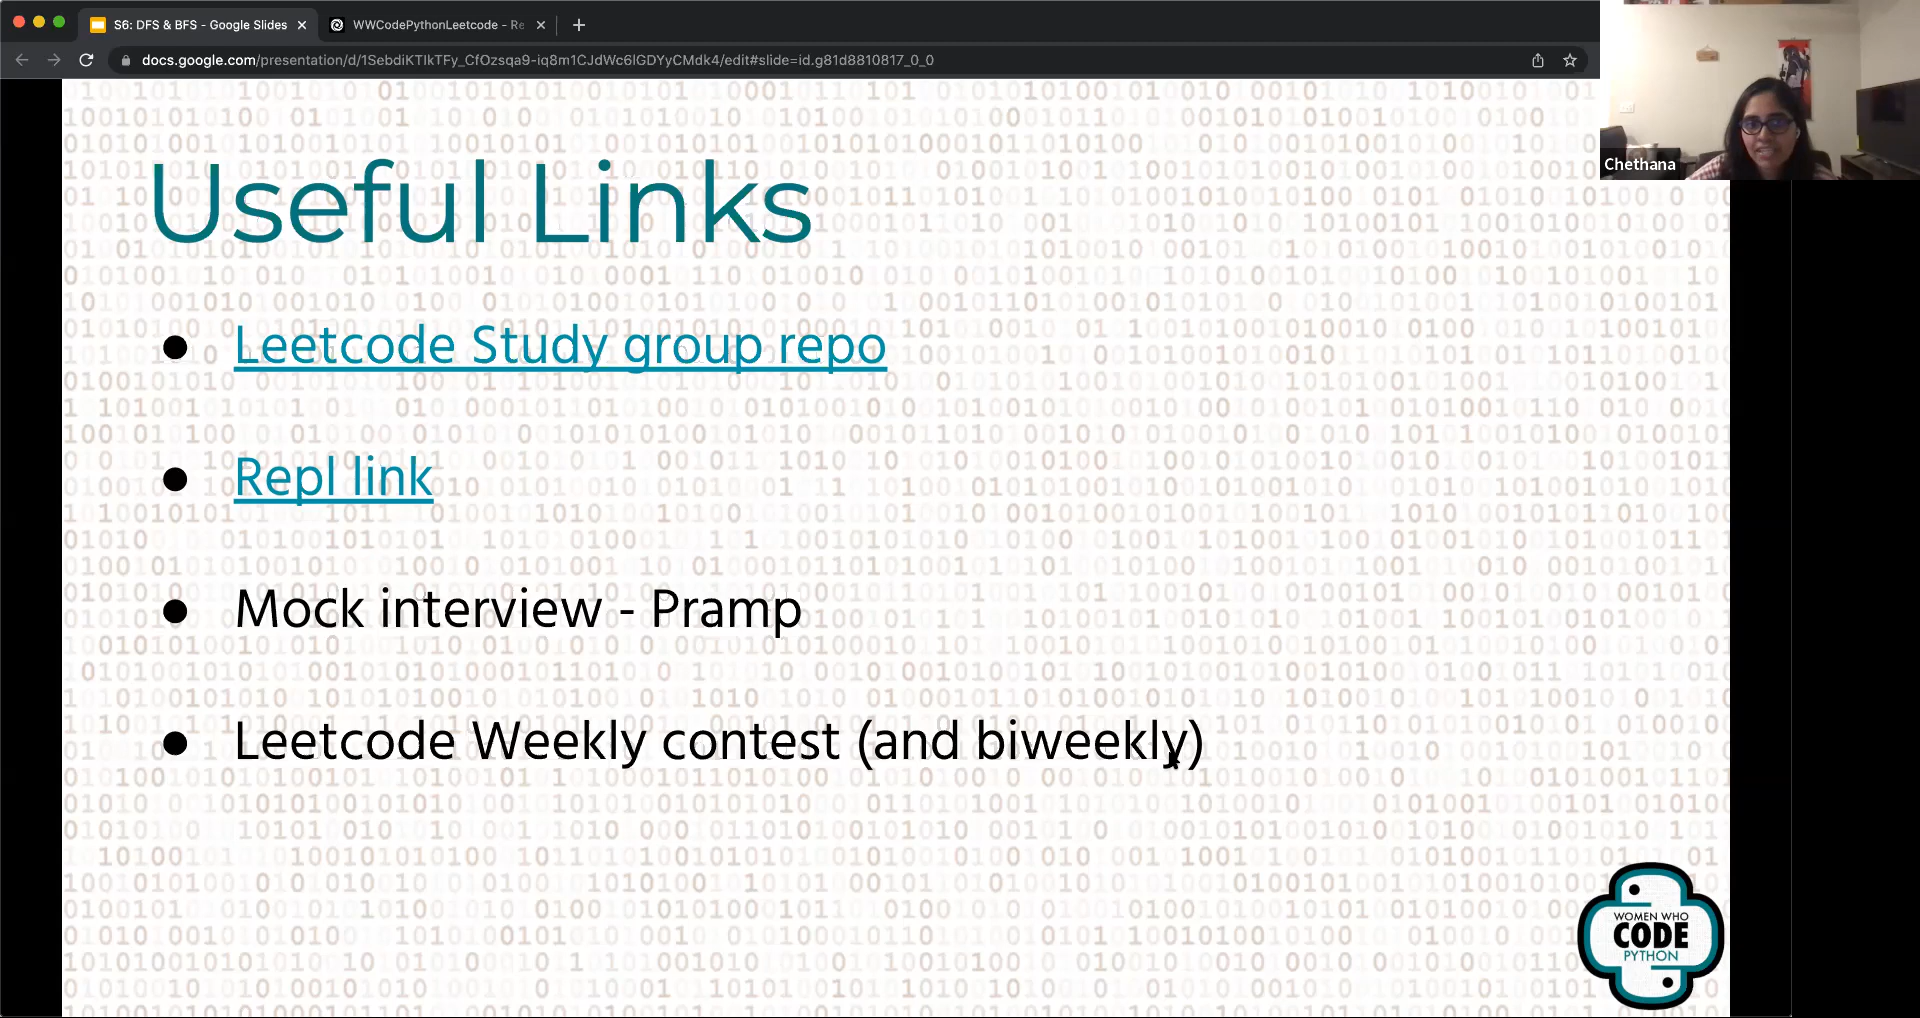 S6: DFS & BFS - Google Slides
WWCodePythonLeetcode - Re
docs.google.com/presentation/d/1SebdiKTIkTFy_CfOzsqa9-iq8m1CJdWc6lGDYyCMdk4/edit#slide=id.g81d8810817_0_0
Chethana
Useful Links
● Leetcode Study group repo
● Repl link
● Mock interview - Pramp
● Leetcode Weekly contest (and biweekly)
WOMEN WHO
CODE
PYTHON